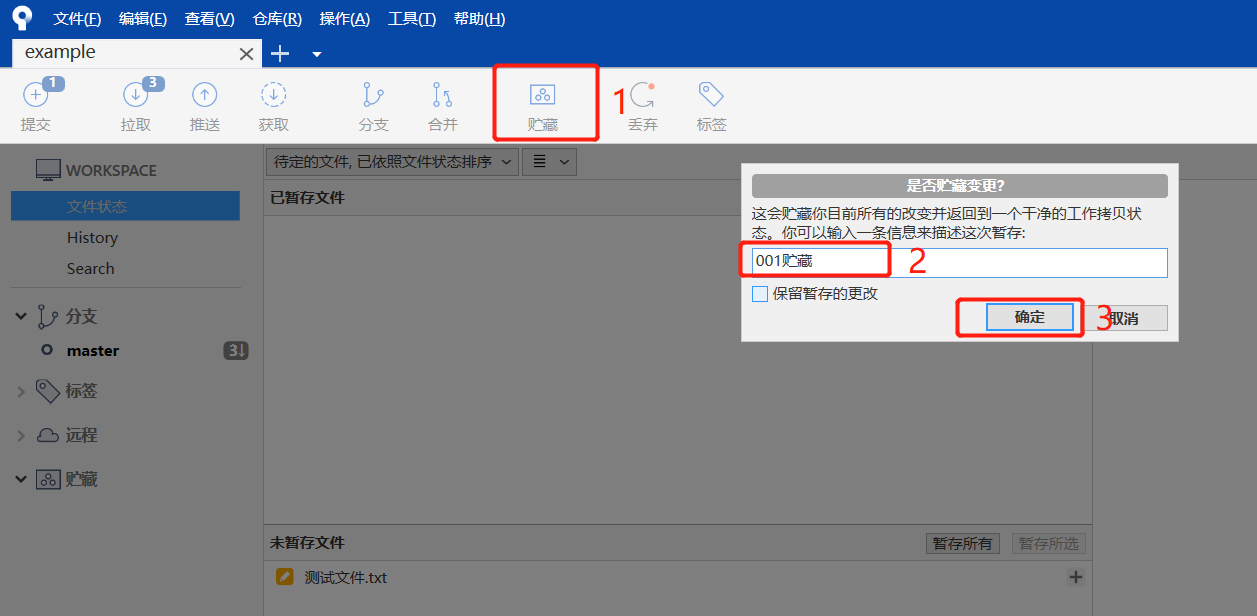 文件(F) 编辑(E) 查看(V) 仓库(R) 操作(A) 工具(T) 帮助(H)
example
1 3
提交 拉取 推送 获取 分支 合并 贮藏 1 丢弃 标签
WORKSPACE
文件状态
History
Search
分支
master 3↓
标签
远程
贮藏
待定的文件, 已依照文件状态排序
已暂存文件
是否贮藏变更?
这会贮藏你目前所有的改变并返回到一个干净的工作拷贝状
态。你可以输入一条信息来描述这次暂存:
001贮藏 2
保留暂存的更改
确定 3 取消
未暂存文件 暂存所有 暂存所选
测试文件.txt